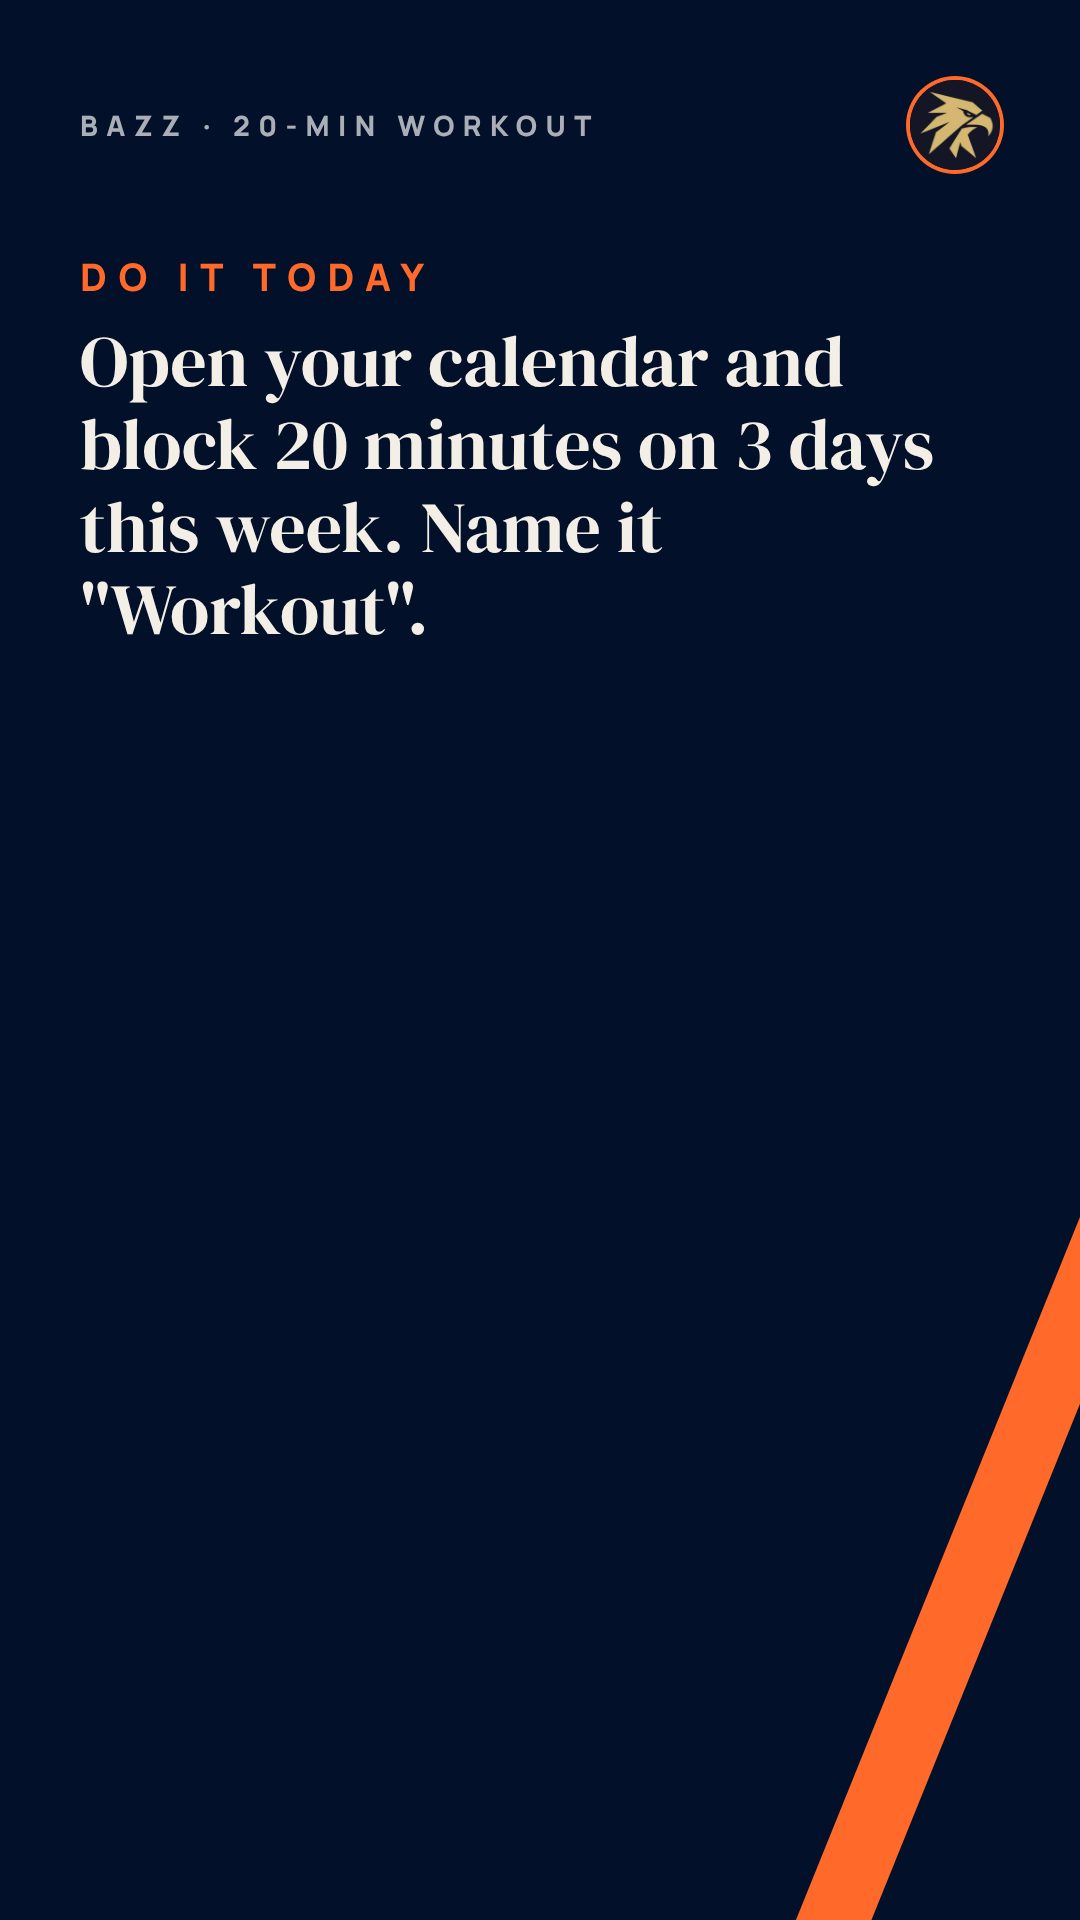 BAZZ · 20-MIN WORKOUT
DO IT TODAY
Open your calendar and
block 20 minutes on 3 days
this week. Name it
"Workout".